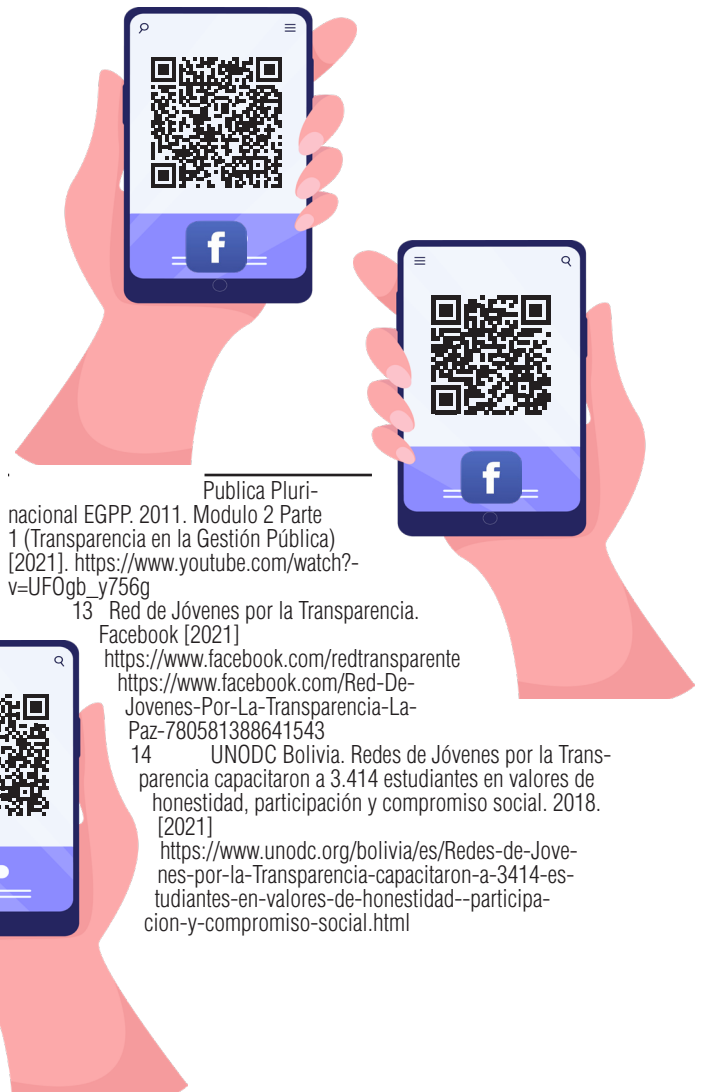 f
f
Publica Pluri-
nacional EGPP. 2011. Modulo 2 Parte
1 (Transparencia en la Gestión Pública)
[2021]. https://www.youtube.com/watch?-
v=UFOgb_y756g
13 Red de Jóvenes por la Transparencia.
Facebook [2021]
https://www.facebook.com/redtransparente
https://www.facebook.com/Red-De-
Jovenes-Por-La-Transparencia-La-
Paz-780581388641543
14 UNODC Bolivia. Redes de Jóvenes por la Trans-
parencia capacitaron a 3.414 estudiantes en valores de
honestidad, participación y compromiso social. 2018.
[2021]
https://www.unodc.org/bolivia/es/Redes-de-Jove-
nes-por-la-Transparencia-capacitaron-a-3414-es-
tudiantes-en-valores-de-honestidad--participa-
cion-y-compromiso-social.html